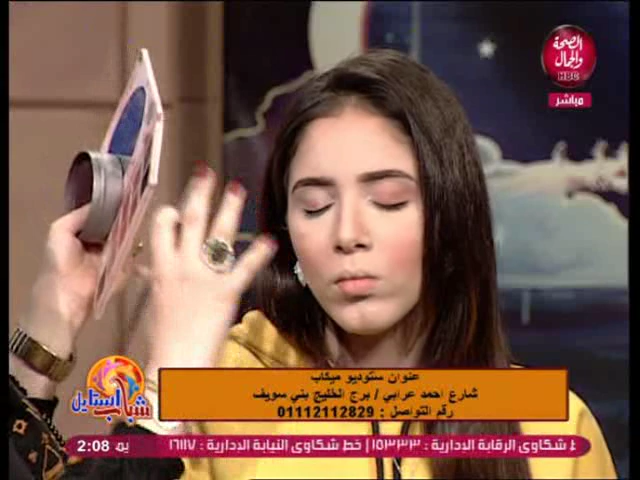 الصحة
والجمال
HBC
مباشر
عنوان ستوديو ميكاب
شارع احمد عرابي / برج الخليج بني سويف
رقم التواصل : 01112112829
شباب استايل
شكاوى الرقابة الإدارية : ١٥٣٣٣ * خط شكاوى النيابة الإدارية : ١٦١١٧
2:08 م